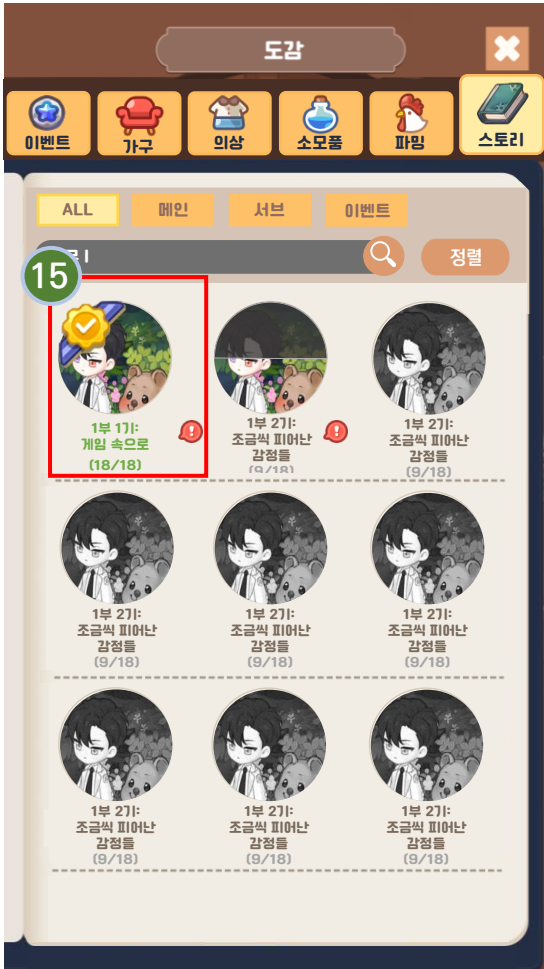 도감
이벤트
가구
의상
소모품
파밍
스토리
ALL
메인
서브
이벤트
정렬
15
1부 1기:
게임 속으로
(18/18)
1부 2기:
조금씩 피어난
감정들
(9/18)
1부 2기:
조금씩 피어난
감정들
(9/18)
1부 2기:
조금씩 피어난
감정들
(9/18)
1부 2기:
조금씩 피어난
감정들
(9/18)
1부 2기:
조금씩 피어난
감정들
(9/18)
1부 2기:
조금씩 피어난
감정들
(9/18)
1부 2기:
조금씩 피어난
감정들
(9/18)
1부 2기:
조금씩 피어난
감정들
(9/18)